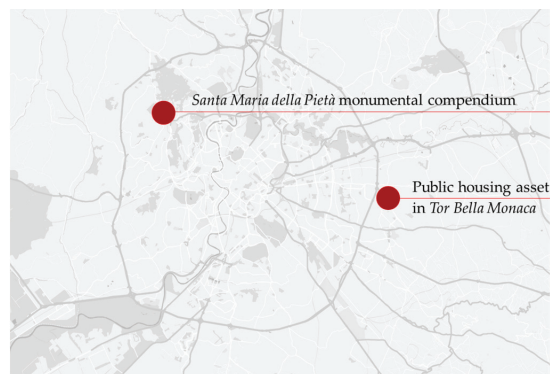 Santa Maria della Pietà monumental compendium
Public housing asset
in Tor Bella Monaca